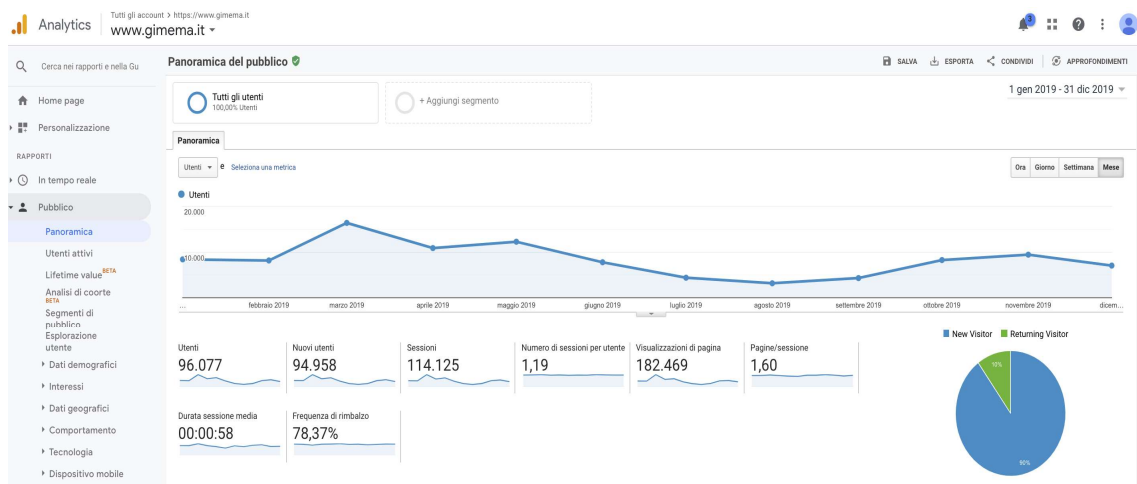 Analytics
Tutti gli account > https://www.gimema.it
www.gimema.it
3
Cerca nei rapporti e nella Gu
Home page
Personalizzazione
RAPPORTI
In tempo reale
Pubblico
Panoramica
Utenti attivi
Lifetime value BETA
Analisi di coorte
BETA
Segmenti di
pubblico
Esplorazione
utente
Dati demografici
Interessi
Dati geografici
Comportamento
Tecnologia
Dispositivo mobile
Panoramica del pubblico
SALVA ESPORTA CONDIVIDI APPROFONDIMENTI
Tutti gli utenti
100,00% Utenti
+ Aggiungi segmento
1 gen 2019 - 31 dic 2019
Panoramica
Utenti e Seleziona una metrica
Ora Giorno Settimana Mese
Utenti
20.000
10.000
... febbraio 2019 marzo 2019 aprile 2019 maggio 2019 giugno 2019 luglio 2019 agosto 2019 settembre 2019 ottobre 2019 novembre 2019 dicem...
New Visitor Returning Visitor
Utenti
96.077
Nuovi utenti
94.958
Sessioni
114.125
Numero di sessioni per utente
1,19
Visualizzazioni di pagina
182.469
Pagine/sessione
1,60
Durata sessione media
00:00:58
Frequenza di rimbalzo
78,37%
10%
90%